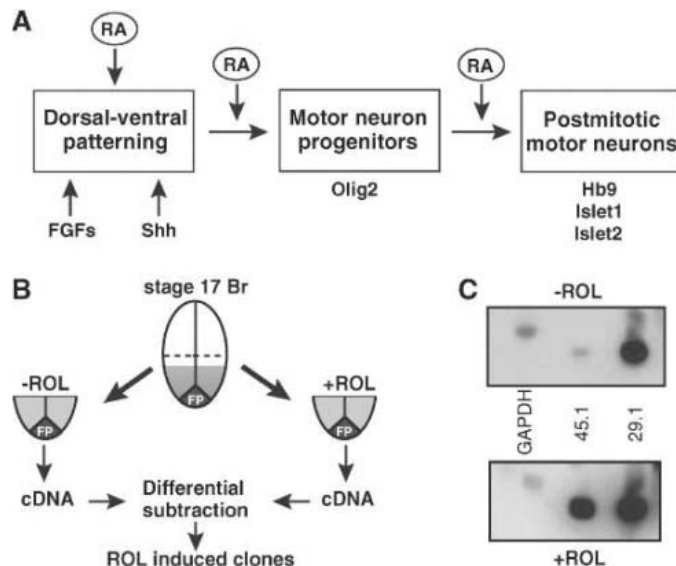 A
RA
RA
RA
Dorsal-ventral
patterning
Motor neuron
progenitors
Postmitotic
motor neurons
Olig2
Hb9
Islet1
Islet2
FGFs
Shh
B
stage 17 Br
-ROL
+ROL
FP
FP
FP
cDNA
Differential
subtraction
cDNA
ROL induced clones
C
-ROL
GAPDH
45.1
29.1
+ROL